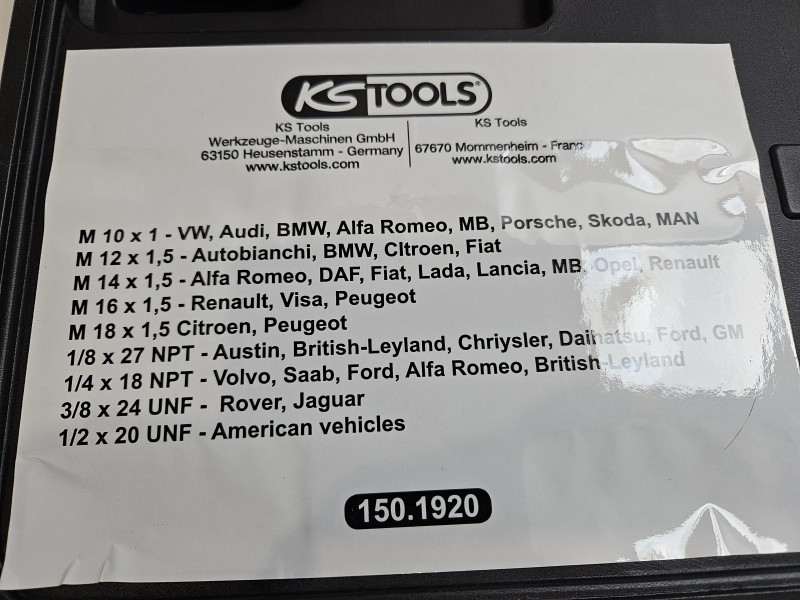 KS TOOLS®
KS Tools
Werkzeuge-Maschinen GmbH
63150 Heusenstamm - Germany
www.kstools.com
KS Tools
67670 Mommenheim - Franc
www.kstools.com
M 10 x 1 - VW, Audi, BMW, Alfa Romeo, MB, Porsche, Skoda, MAN
M 12 x 1,5 - Autobianchi, BMW, CItroen, Fiat
M 14 x 1,5 - Alfa Romeo, DAF, Fiat, Lada, Lancia, MB, Opel, Renault
M 16 x 1,5 - Renault, Visa, Peugeot
M 18 x 1,5 Citroen, Peugeot
1/8 x 27 NPT - Austin, British-Leyland, Chriysler, Daihatsu, Ford, GM
1/4 x 18 NPT - Volvo, Saab, Ford, Alfa Romeo, British-Leyland
3/8 x 24 UNF - Rover, Jaguar
1/2 x 20 UNF - American vehicles
150.1920